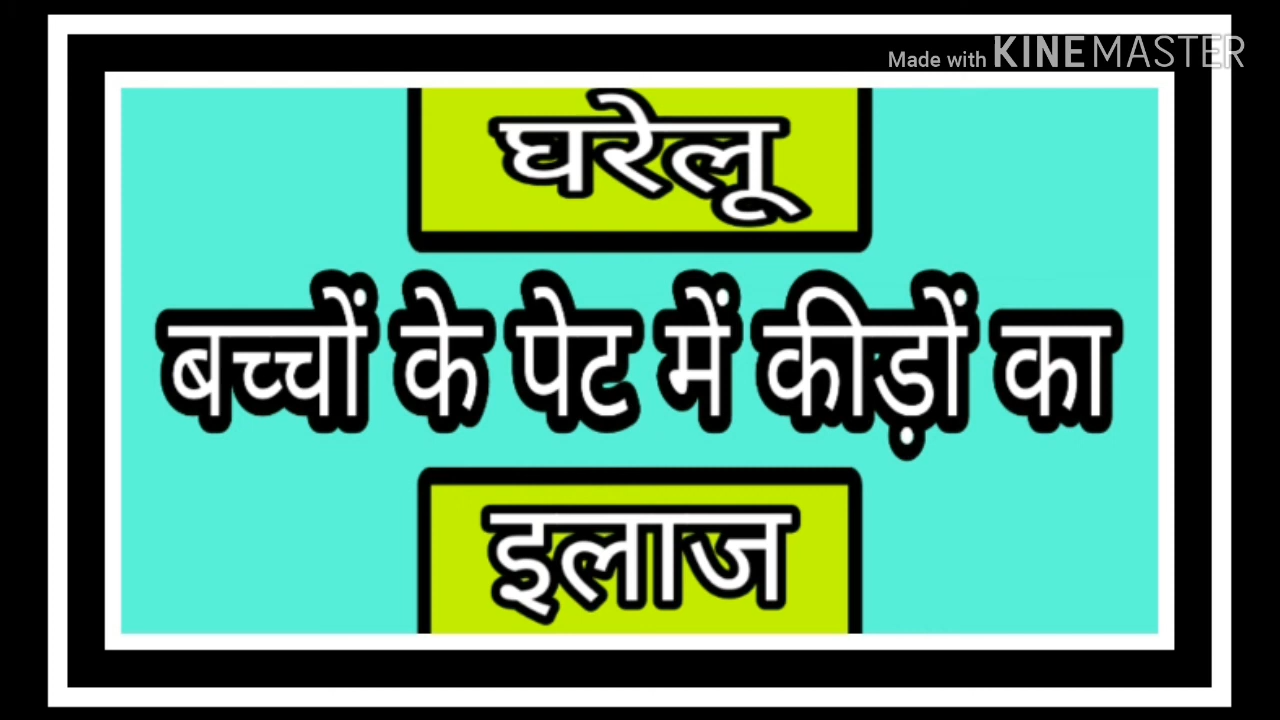 Made with KINEMASTER
घरेलू
बच्चों के पेट में कीड़ों का
इलाज